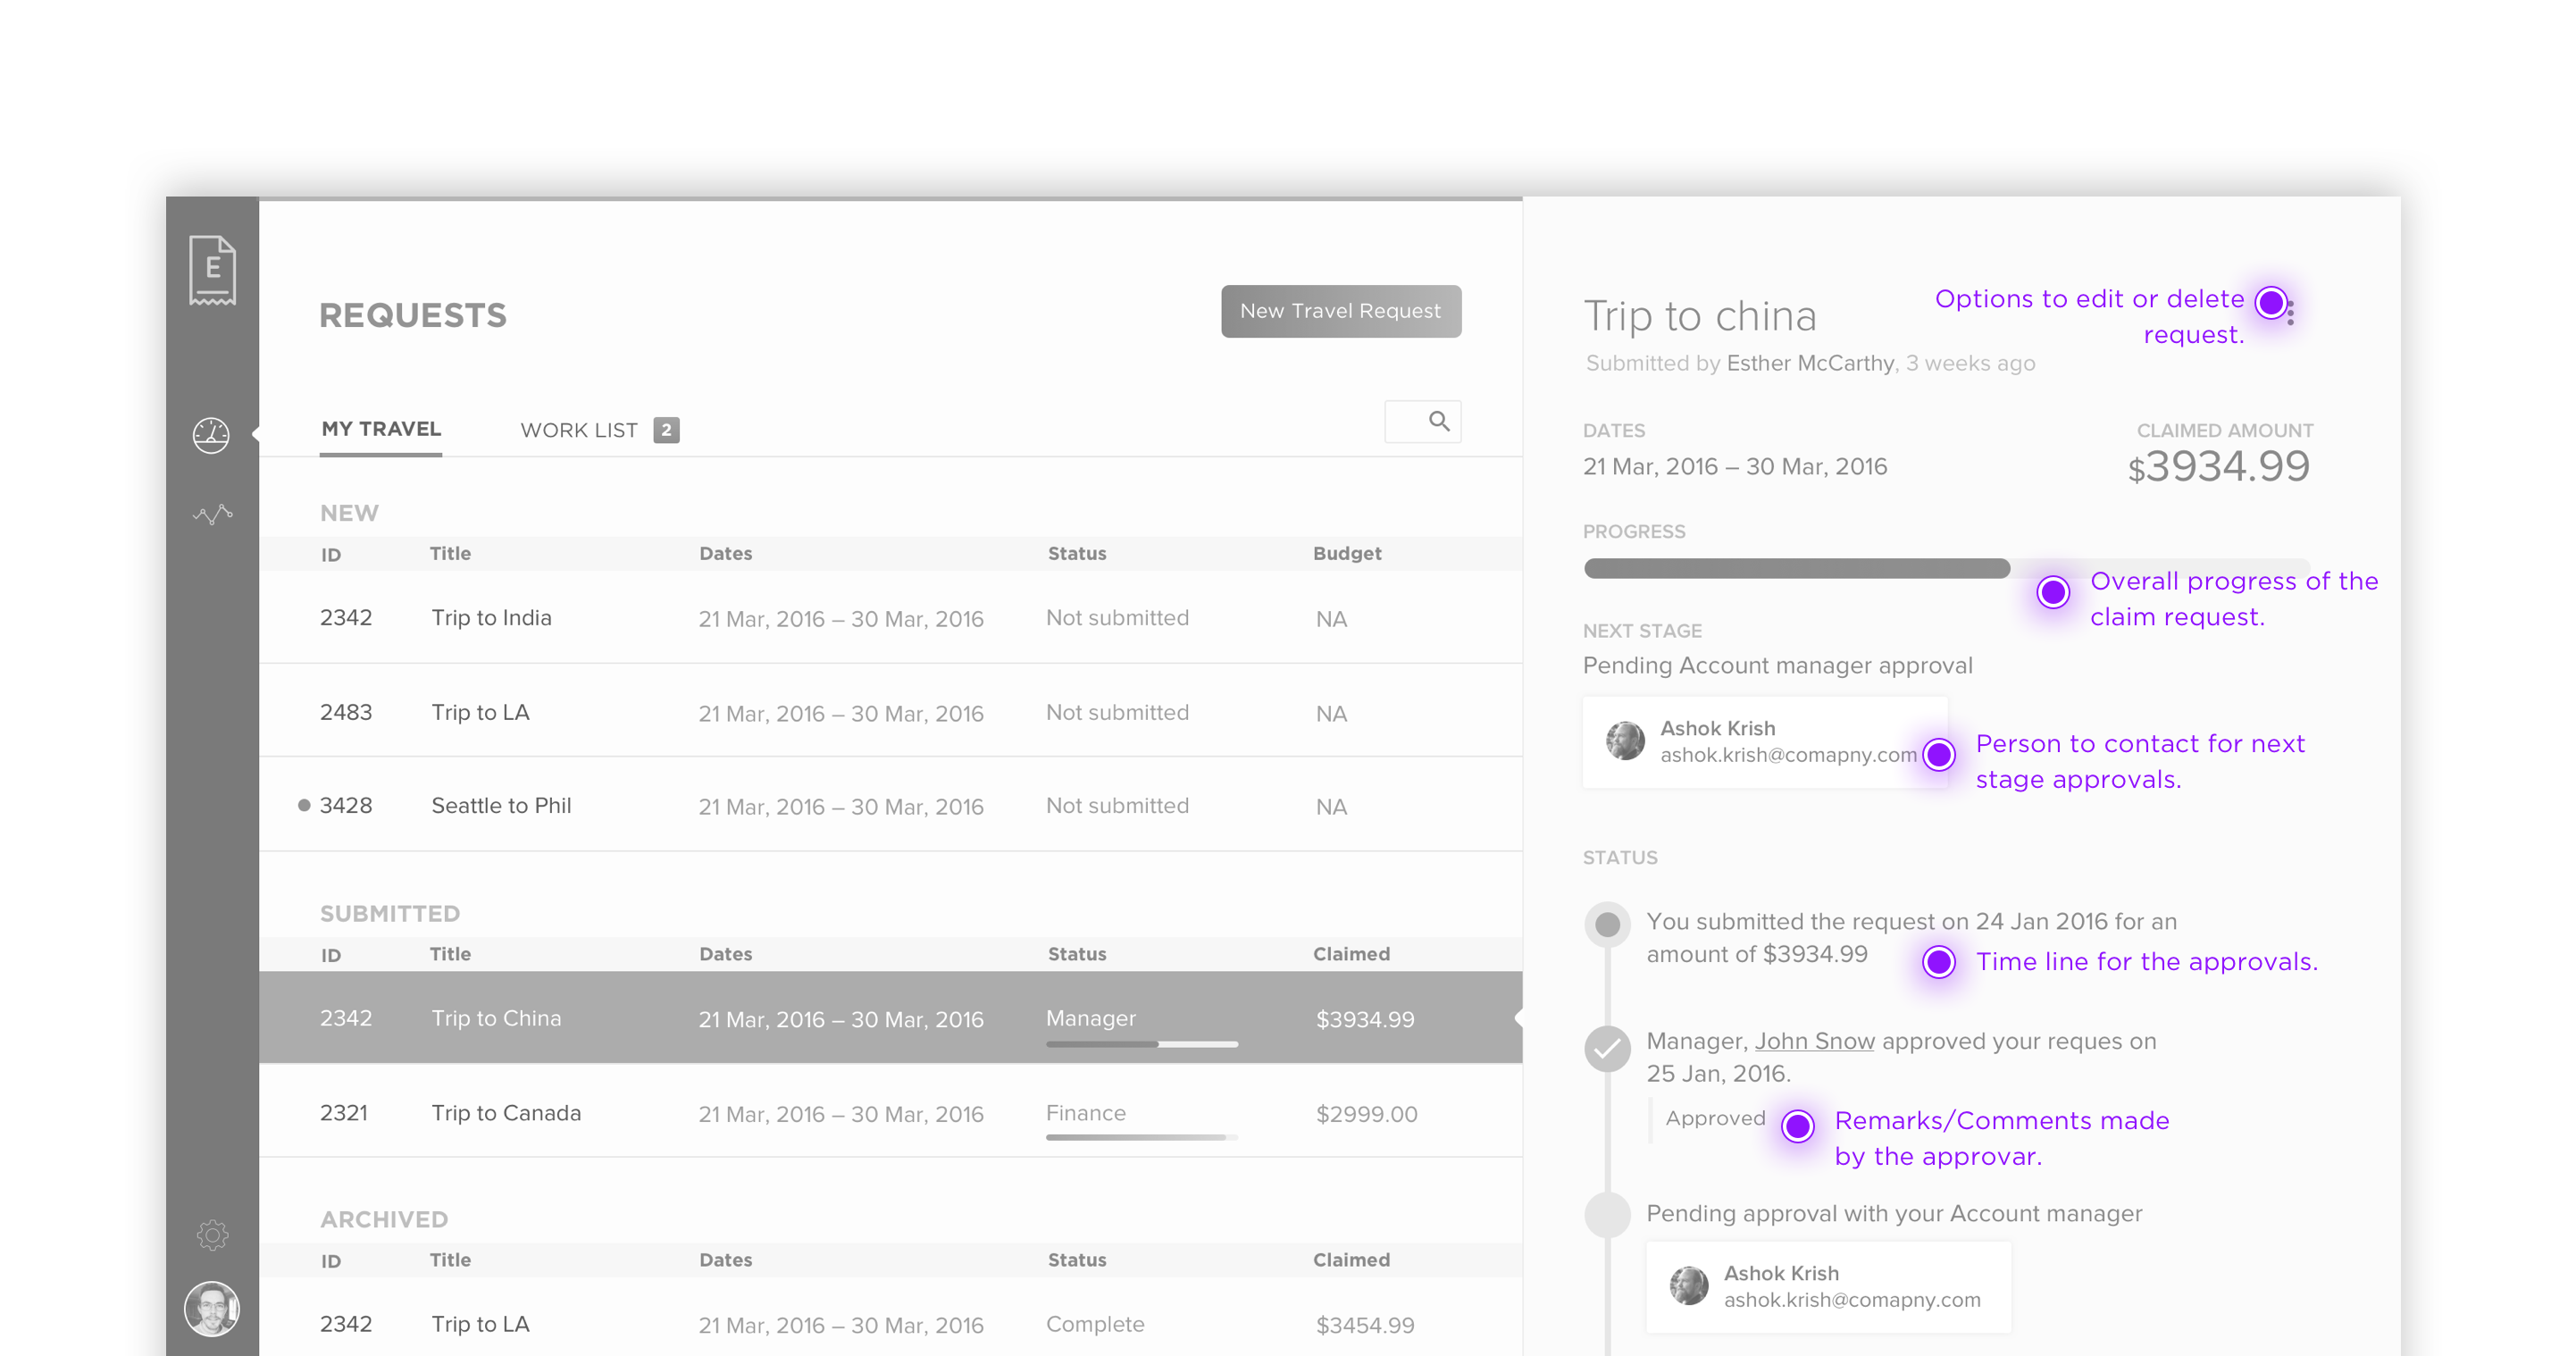 E
REQUESTS
New Travel Request
MY TRAVEL
WORK LIST 2
NEW
ID Title Dates Status Budget
2342 Trip to India 21 Mar, 2016 – 30 Mar, 2016 Not submitted NA
2483 Trip to LA 21 Mar, 2016 – 30 Mar, 2016 Not submitted NA
3428 Seattle to Phil 21 Mar, 2016 – 30 Mar, 2016 Not submitted NA
SUBMITTED
ID Title Dates Status Claimed
2342 Trip to China 21 Mar, 2016 – 30 Mar, 2016 Manager $3934.99
2321 Trip to Canada 21 Mar, 2016 – 30 Mar, 2016 Finance $2999.00
ARCHIVED
ID Title Dates Status Claimed
2342 Trip to LA 21 Mar, 2016 – 30 Mar, 2016 Complete $3454.99
Trip to china
Options to edit or delete
request.
Submitted by Esther McCarthy, 3 weeks ago
DATES
21 Mar, 2016 – 30 Mar, 2016
CLAIMED AMOUNT
$3934.99
PROGRESS
Overall progress of the
claim request.
NEXT STAGE
Pending Account manager approval
Ashok Krish
ashok.krish@comapny.com
Person to contact for next
stage approvals.
STATUS
You submitted the request on 24 Jan 2016 for an
amount of $3934.99
Time line for the approvals.
Manager, John Snow approved your reques on
25 Jan, 2016.
Approved
Remarks/Comments made
by the approvar.
Pending approval with your Account manager
Ashok Krish
ashok.krish@comapny.com